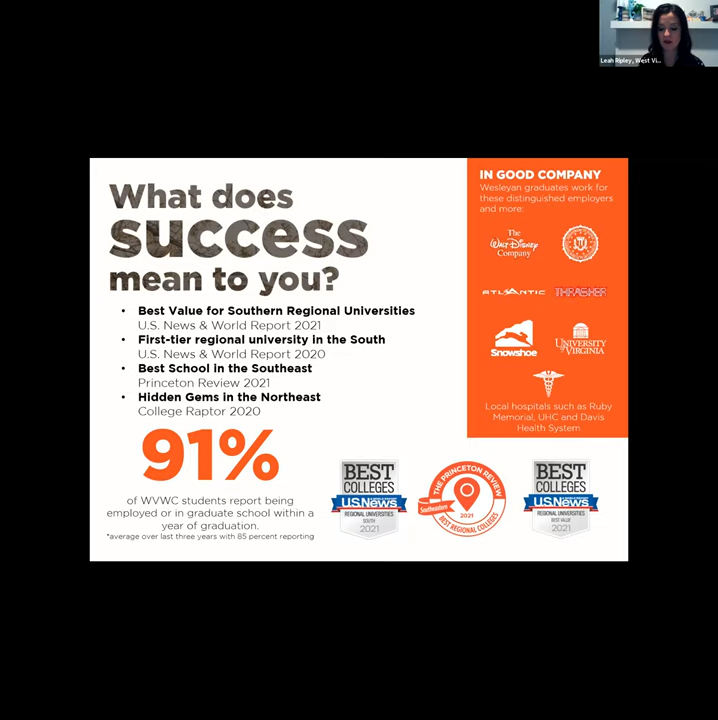 Leah Ripley, West Vi...
What does
success
mean to you?
• Best Value for Southern Regional Universities
U.S. News & World Report 2021
• First-tier regional university in the South
U.S. News & World Report 2020
• Best School in the Southeast
Princeton Review 2021
• Hidden Gems in the Northeast
College Raptor 2020
91%
of WVWC students report being
employed or in graduate school within a
year of graduation.
*average over last three years with 85 percent reporting
IN GOOD COMPANY
Wesleyan graduates work for
these distinguished employers
and more:
The
Walt Disney
Company
ATLANTIC
THRASHER
Snowshoe
UNIVERSITY
of VIRGINIA
Local hospitals such as Ruby
Memorial, UHC and Davis
Health System
BEST
COLLEGES
U.S. News
REGIONAL UNIVERSITIES
SOUTH
2021
THE PRINCETON REVIEW
Southeastern
2021
BEST REGIONAL COLLEGES
BEST
COLLEGES
U.S. News
REGIONAL UNIVERSITIES
BEST VALUE
2021